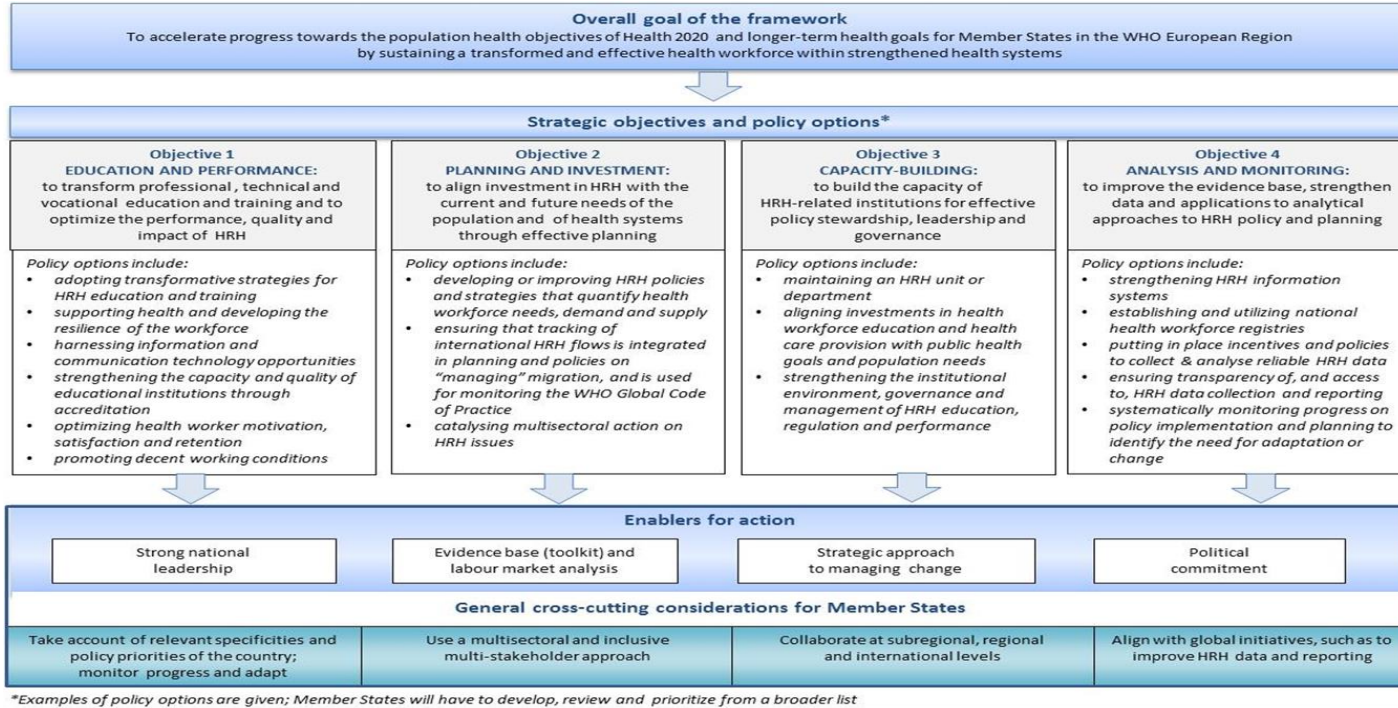 Overall goal of the framework
To accelerate progress towards the population health objectives of Health 2020 and longer-term health goals for Member States in the WHO European Region
by sustaining a transformed and effective health workforce within strengthened health systems
Strategic objectives and policy options*
Objective 1
EDUCATION AND PERFORMANCE:
to transform professional, technical and
vocational education and training and to
optimize the performance, quality and
impact of HRH
Policy options include:
• adopting transformative strategies for
HRH education and training
• supporting health and developing the
resilience of the workforce
• harnessing information and
communication technology opportunities
• strengthening the capacity and quality of
educational institutions through
accreditation
• optimizing health worker motivation,
satisfaction and retention
• promoting decent working conditions
Objective 2
PLANNING AND INVESTMENT:
to align investment in HRH with the
current and future needs of the
population and of health systems
through effective planning
Policy options include:
• developing or improving HRH policies
and strategies that quantify health
workforce needs, demand and supply
• ensuring that tracking of
international HRH flows is integrated
in planning and policies on
“managing” migration, and is used
for monitoring the WHO Global Code
of Practice
• catalysing multisectoral action on
HRH issues
Objective 3
CAPACITY-BUILDING:
to build the capacity of
HRH-related institutions for effective
policy stewardship, leadership and
governance
Policy options include:
• maintaining an HRH unit or
department
• aligning investments in health
workforce education and health
care provision with public health
goals and population needs
• strengthening the institutional
environment, governance and
management of HRH education,
regulation and performance
Objective 4
ANALYSIS AND MONITORING:
to improve the evidence base, strengthen
data and applications to analytical
approaches to HRH policy and planning
Policy options include:
• strengthening HRH information
systems
• establishing and utilizing national
health workforce registries
• putting in place incentives and policies
to collect & analyse reliable HRH data
• ensuring transparency of, and access
to, HRH data collection and reporting
• systematically monitoring progress on
policy implementation and planning to
identify the need for adaptation or
change
Enablers for action
Strong national
leadership
Evidence base (toolkit) and
labour market analysis
Strategic approach
to managing change
Political
commitment
General cross-cutting considerations for Member States
Take account of relevant specificities and
policy priorities of the country;
monitor progress and adapt
Use a multisectoral and inclusive
multi-stakeholder approach
Collaborate at subregional, regional
and international levels
Align with global initiatives, such as to
improve HRH data and reporting
*Examples of policy options are given; Member States will have to develop, review and prioritize from a broader list